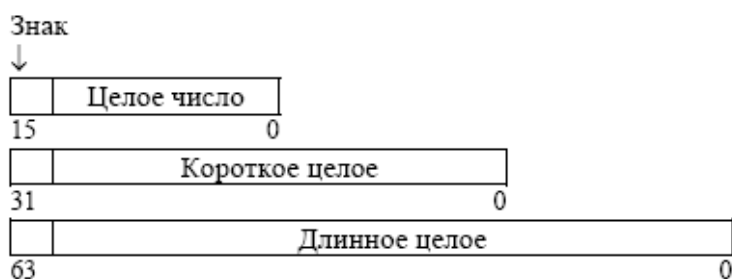 Знак
Целое число
15 0
Короткое целое
31 0
Длинное целое
63 0